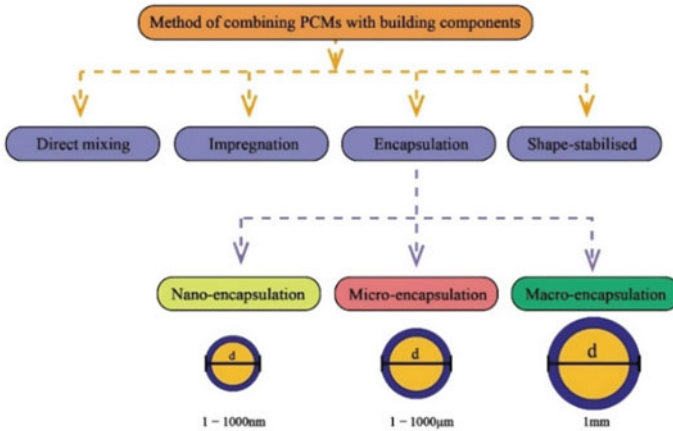 Method of combining PCMs with building components
Direct mixing
Impregnation
Encapsulation
Shape-stabilised
Nano-encapsulation
Micro-encapsulation
Macro-encapsulation
d
d
d
1 – 1000nm
1 – 1000μm
1mm